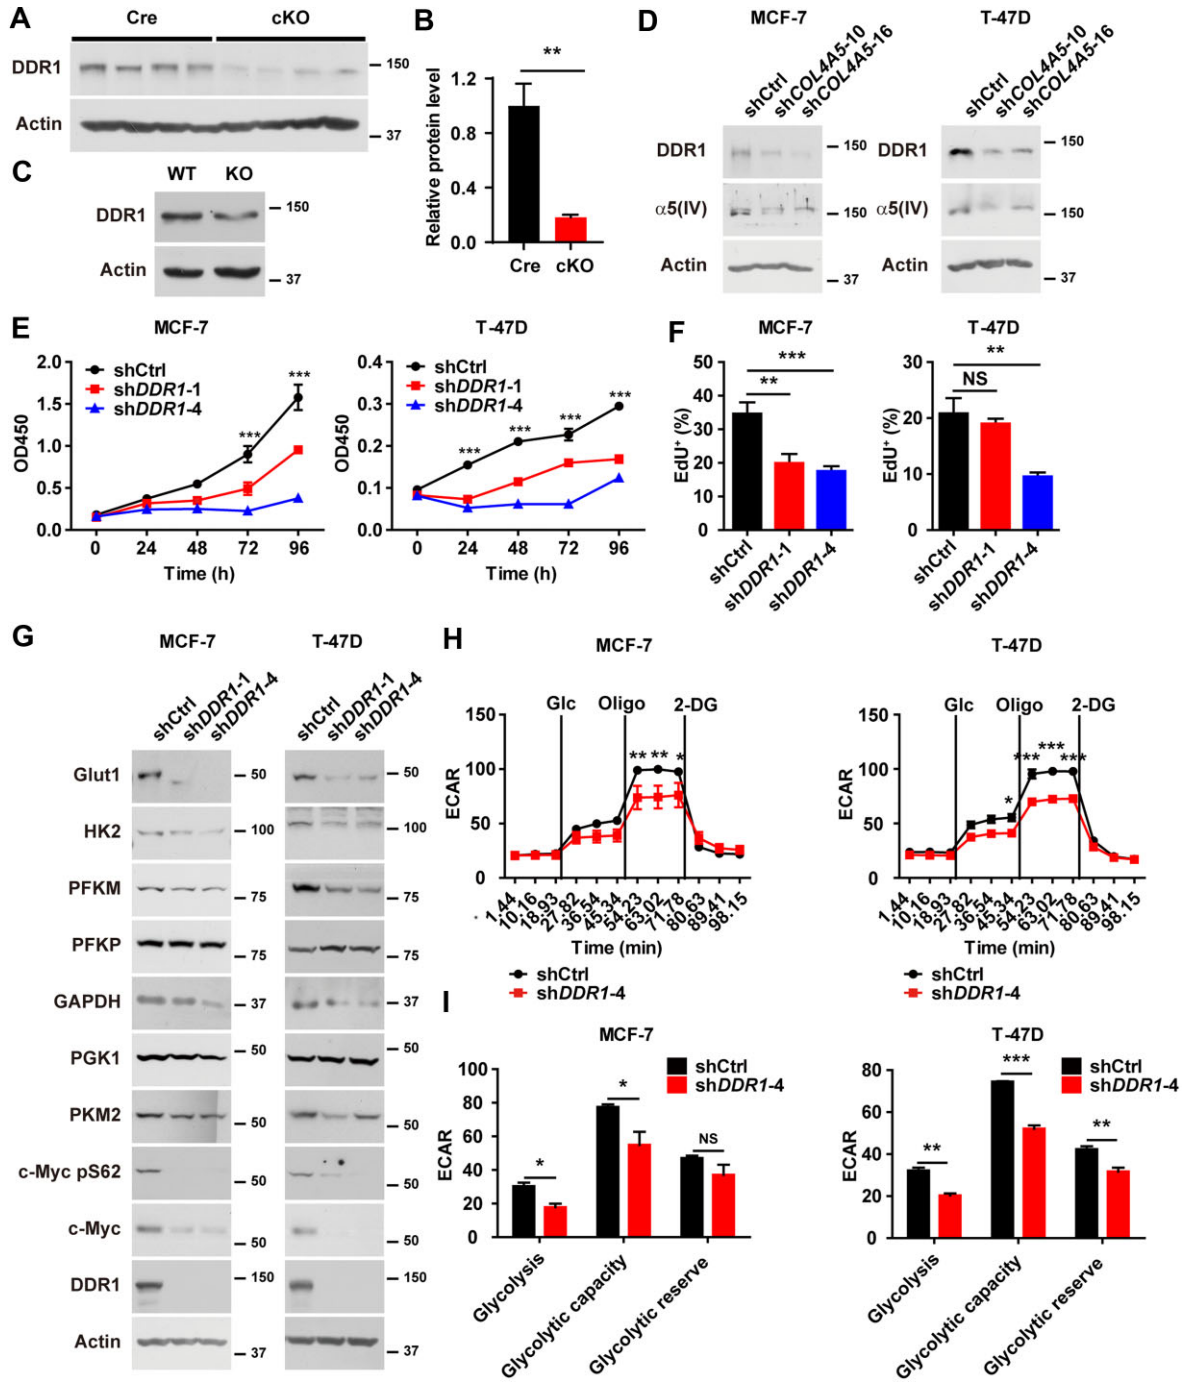 A
Cre cKO
DDR1
150
Actin
37
B
**
Relative protein level
1.2
0.8
0.4
0.0
Cre cKO
C
WT KO
DDR1
150
Actin
37
D
MCF-7
shCtrl
shCOL4A5-10
shCOL4A5-16
DDR1
150
α5(IV)
150
Actin
37
T-47D
shCtrl
shCOL4A5-10
shCOL4A5-16
DDR1
150
α5(IV)
150
Actin
37
E
MCF-7
shCtrl
shDDR1-1
shDDR1-4
OD450
2.0
1.5
1.0
0.5
0.0
***
***
0 24 48 72 96
Time (h)
T-47D
shCtrl
shDDR1-1
shDDR1-4
OD450
0.4
0.3
0.2
0.1
0.0
***
***
***
***
0 24 48 72 96
Time (h)
F
MCF-7
EdU+ (%)
50
40
30
20
10
0
***
**
shCtrl
shDDR1-1
shDDR1-4
T-47D
EdU+ (%)
30
20
10
0
**
NS
shCtrl
shDDR1-1
shDDR1-4
G
MCF-7 T-47D
shCtrl
shDDR1-1
shDDR1-4
shCtrl
shDDR1-1
shDDR1-4
Glut1 50 50
HK2 100 100
PFKM 75 75
PFKP 75 75
GAPDH 37 37
PGK1 50 50
PKM2 50 50
c-Myc pS62 50 50
c-Myc 50 50
DDR1 150 150
Actin 37 37
H
MCF-7
Glc Oligo 2-DG
ECAR
150
100
50
0
** ** *
1.44
10.16
18.93
27.82
36.54
45.34
54.23
63.02
71.78
80.63
89.41
98.15
Time (min)
shCtrl
shDDR1-4
T-47D
Glc Oligo 2-DG
ECAR
150
100
50
0
* *** *** ***
1.44
10.16
18.93
27.82
36.54
45.34
54.23
63.02
71.78
80.63
89.41
98.15
Time (min)
shCtrl
shDDR1-4
I
MCF-7
shCtrl
shDDR1-4
ECAR
100
80
60
40
20
0
*
*
NS
Glycolysis
Glycolytic capacity
Glycolytic reserve
T-47D
shCtrl
shDDR1-4
ECAR
80
60
40
20
0
**
***
**
Glycolysis
Glycolytic capacity
Glycolytic reserve